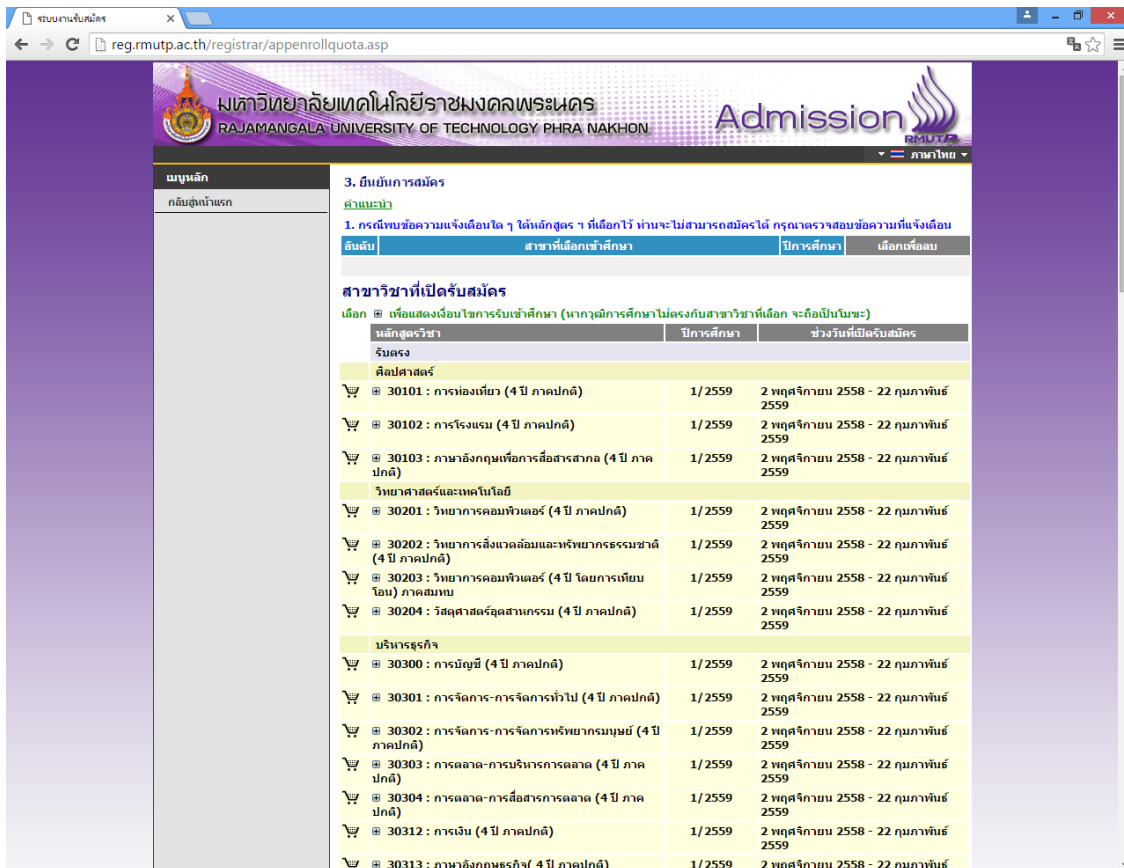 ระบบงานรับสมัคร
reg.rmutp.ac.th/registrar/appenrollquota.asp
มหาวิทยาลัยเทคโนโลยีราชมงคลพระนคร
RAJAMANGALA UNIVERSITY OF TECHNOLOGY PHRA NAKHON
Admission
RMUTP
ภาษาไทย
เมนูหลัก
กลับสู่หน้าแรก
3. ยืนยันการสมัคร
คำแนะนำ
1. กรณีพบข้อความแจ้งเตือนใด ๆ ใต้หลักสูตร ฯ ที่เลือกไว้ ท่านจะไม่สามารถสมัครได้ กรุณาตรวจสอบข้อความที่แจ้งเตือน
อันดับ สาขาที่เลือกเข้าศึกษา ปีการศึกษา เลือกเพื่อลบ
สาขาวิชาที่เปิดรับสมัคร
เลือก เพื่อแสดงเงื่อนไขการรับเข้าศึกษา (หากวุฒิการศึกษาไม่ตรงกับสาขาวิชาที่เลือก จะถือเป็นโมฆะ)
หลักสูตรวิชา ปีการศึกษา ช่วงวันที่เปิดรับสมัคร
รับตรง
ศิลปศาสตร์
30101 : การท่องเที่ยว (4 ปี ภาคปกติ) 1/2559 2 พฤศจิกายน 2558 - 22 กุมภาพันธ์
2559
30102 : การโรงแรม (4 ปี ภาคปกติ) 1/2559 2 พฤศจิกายน 2558 - 22 กุมภาพันธ์
2559
30103 : ภาษาอังกฤษเพื่อการสื่อสารสากล (4 ปี ภาค 1/2559 2 พฤศจิกายน 2558 - 22 กุมภาพันธ์
ปกติ) 2559
วิทยาศาสตร์และเทคโนโลยี
30201 : วิทยาการคอมพิวเตอร์ (4 ปี ภาคปกติ) 1/2559 2 พฤศจิกายน 2558 - 22 กุมภาพันธ์
2559
30202 : วิทยาการสิ่งแวดล้อมและทรัพยากรธรรมชาติ 1/2559 2 พฤศจิกายน 2558 - 22 กุมภาพันธ์
(4 ปี ภาคปกติ) 2559
30203 : วิทยาการคอมพิวเตอร์ (4 ปี โดยการเทียบ 1/2559 2 พฤศจิกายน 2558 - 22 กุมภาพันธ์
โอน) ภาคสมทบ 2559
30204 : วัสดุศาสตร์อุตสาหกรรม (4 ปี ภาคปกติ) 1/2559 2 พฤศจิกายน 2558 - 22 กุมภาพันธ์
2559
บริหารธุรกิจ
30300 : การบัญชี (4 ปี ภาคปกติ) 1/2559 2 พฤศจิกายน 2558 - 22 กุมภาพันธ์
2559
30301 : การจัดการ-การจัดการทั่วไป (4 ปี ภาคปกติ) 1/2559 2 พฤศจิกายน 2558 - 22 กุมภาพันธ์
2559
30302 : การจัดการ-การจัดการทรัพยากรมนุษย์ (4 ปี 1/2559 2 พฤศจิกายน 2558 - 22 กุมภาพันธ์
ภาคปกติ) 2559
30303 : การตลาด-การบริหารการตลาด (4 ปี ภาค 1/2559 2 พฤศจิกายน 2558 - 22 กุมภาพันธ์
ปกติ) 2559
30304 : การตลาด-การสื่อสารการตลาด (4 ปี ภาค 1/2559 2 พฤศจิกายน 2558 - 22 กุมภาพันธ์
ปกติ) 2559
30312 : การเงิน (4 ปี ภาคปกติ) 1/2559 2 พฤศจิกายน 2558 - 22 กุมภาพันธ์
2559
30313 : ภาษาอังกฤษธุรกิจ( 4 ปี ภาคปกติ) 1/2559 2 พฤศจิกายน 2558 - 22 กุมภาพันธ์